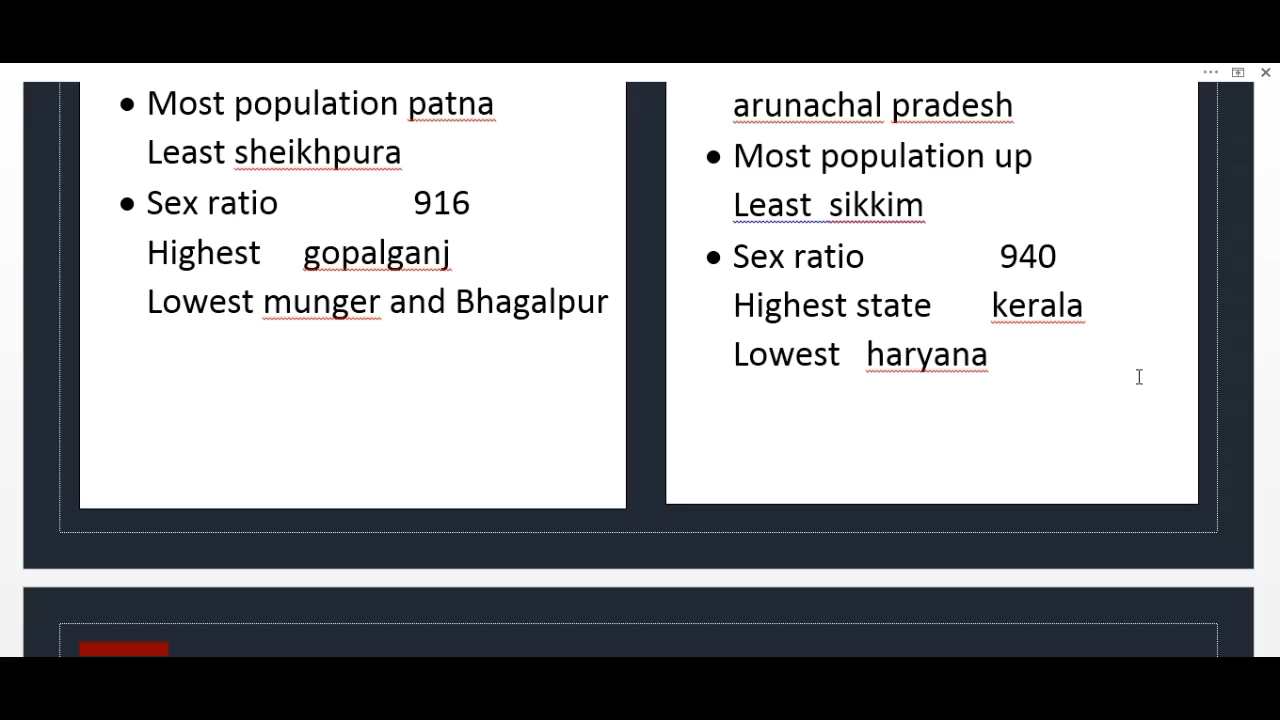 • Most population patna
Least sheikhpura
• Sex ratio 916
Highest gopalganj
Lowest munger and Bhagalpur
arunachal pradesh
• Most population up
Least sikkim
• Sex ratio 940
Highest state kerala
Lowest haryana